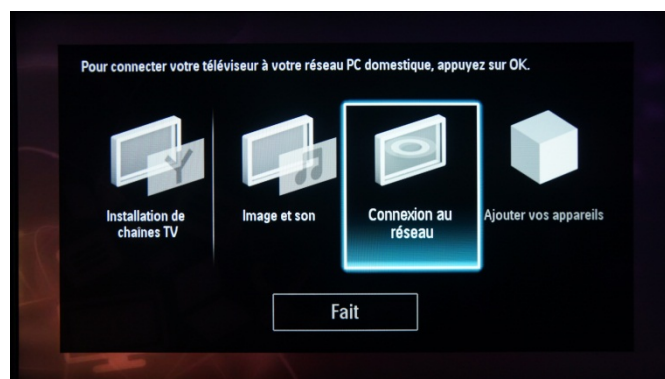 Pour connecter votre téléviseur à votre réseau PC domestique, appuyez sur OK.
Installation de
chaînes TV
Image et son
Connexion au
réseau
Ajouter vos appareils
Fait